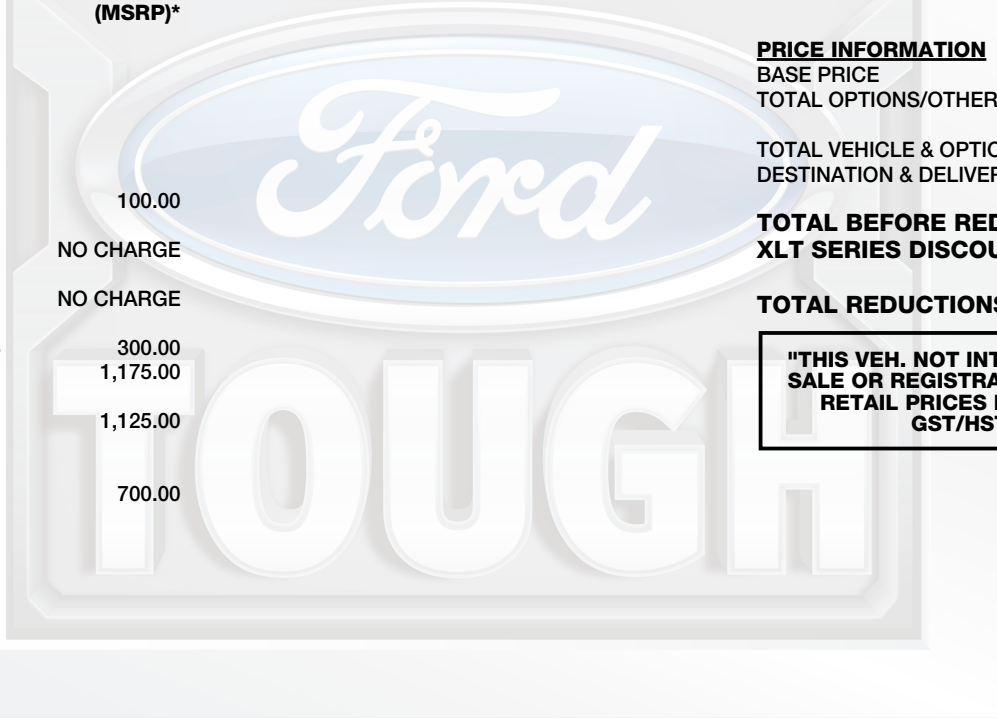 (MSRP)*
100.00
NO CHARGE
NO CHARGE
300.00
1,175.00
1,125.00
700.00
Ford
TOUGH
PRICE INFORMATION
BASE PRICE
TOTAL OPTIONS/OTHER
TOTAL VEHICLE & OPTIO
DESTINATION & DELIVER
TOTAL BEFORE RED
XLT SERIES DISCOU
TOTAL REDUCTIONS
"THIS VEH. NOT INT
SALE OR REGISTRA
RETAIL PRICES
GST/HST